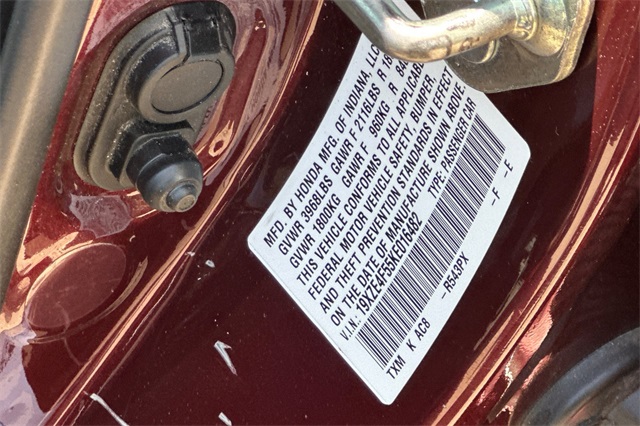 MFD. BY HONDA MFG. OF INDIANA, LLC
GVWR 3968LBS GAWR F 2116LBS R
GVWR 1800KG GAWR F 960KG R
THIS VEHICLE CONFORMS TO ALL APPLICABLE
FEDERAL MOTOR VEHICLE SAFETY, BUMPER,
AND THEFT PREVENTION STANDARDS IN EFFECT
ON THE DATE OF MANUFACTURE SHOWN ABOVE
V.I.N.: 19XZE4F55KE016462 TYPE: PASSENGER CAR
TXM K AC8 -R543PX -F -E